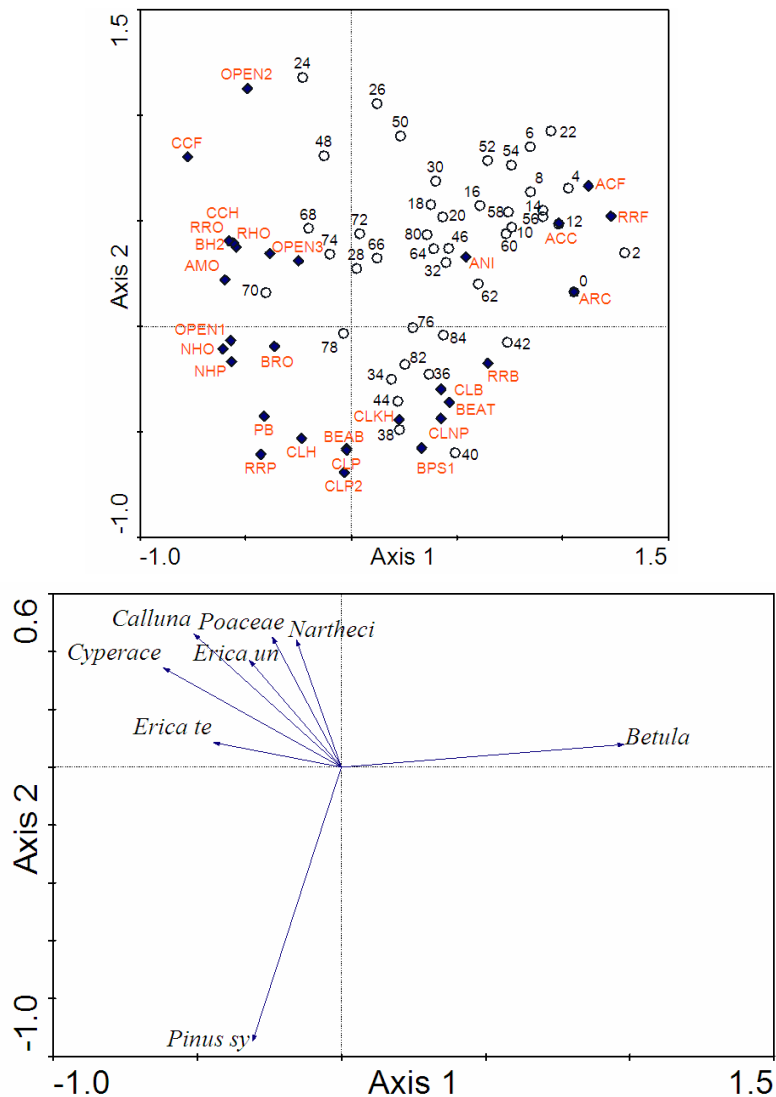 1.5
24
OPEN2
26
50
22
6
CCF
48
52
54
30
8
4
ACF
16
18
58
14
RRF
CCH
68
72
20
56
12
RRO
RHO
80
10
ACC
BH2
OPEN3
74
66
64
46
60
2
AMO
28
32
ANI
0
70
62
ARC
Axis 2
OPEN1
76
NHO
78
84
42
NHP
BRO
82
34
36
RRB
CLB
44
BEAT
PB
CLKH
CLNP
38
CLH
BEAB
RRP
CLP
BPS1
40
CLR2
-1.0
-1.0
Axis 1
1.5
0.6
Calluna
Poaceae
Nartheci
Cyperace
Erica un
Erica te
Betula
Axis 2
Pinus sy
-1.0
-1.0
Axis 1
1.5